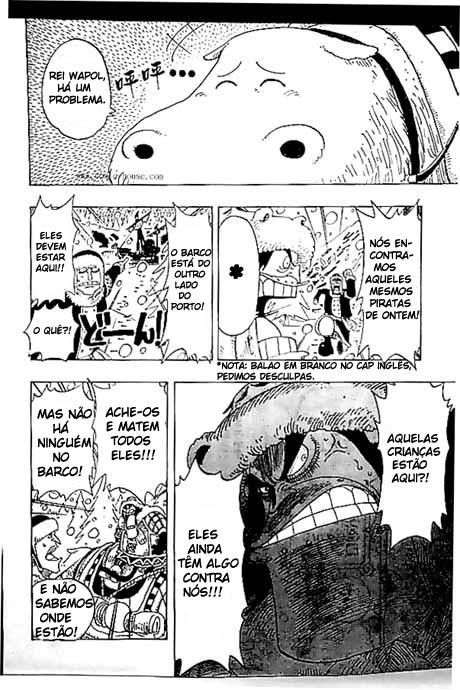 REI WAPOL,
HÁ UM
PROBLEMA.
NÓS EN-
CONTRA-
MOS
AQUELES
MESMOS
PIRATAS
DE ONTEM!
*
O BARCO
ESTÁ DO
OUTRO
LADO
DO
PORTO!
ELES
DEVEM
ESTAR
AQUI!!
O QUÊ?!
*NOTA: BALAO EM BRANCO NO CAP INGLÊS,
PEDIMOS DESCULPAS.
AQUELAS
CRIANÇAS
ESTÃO
AQUI?!
ELES
AINDA
TÊM ALGO
CONTRA
NÓS!!!
ACHE-OS
E MATEM
TODOS
ELES!!!
MAS NÃO
HÁ
NINGUÉM
NO
BARCO!
E NÃO
SABEMOS
ONDE
ESTÃO!